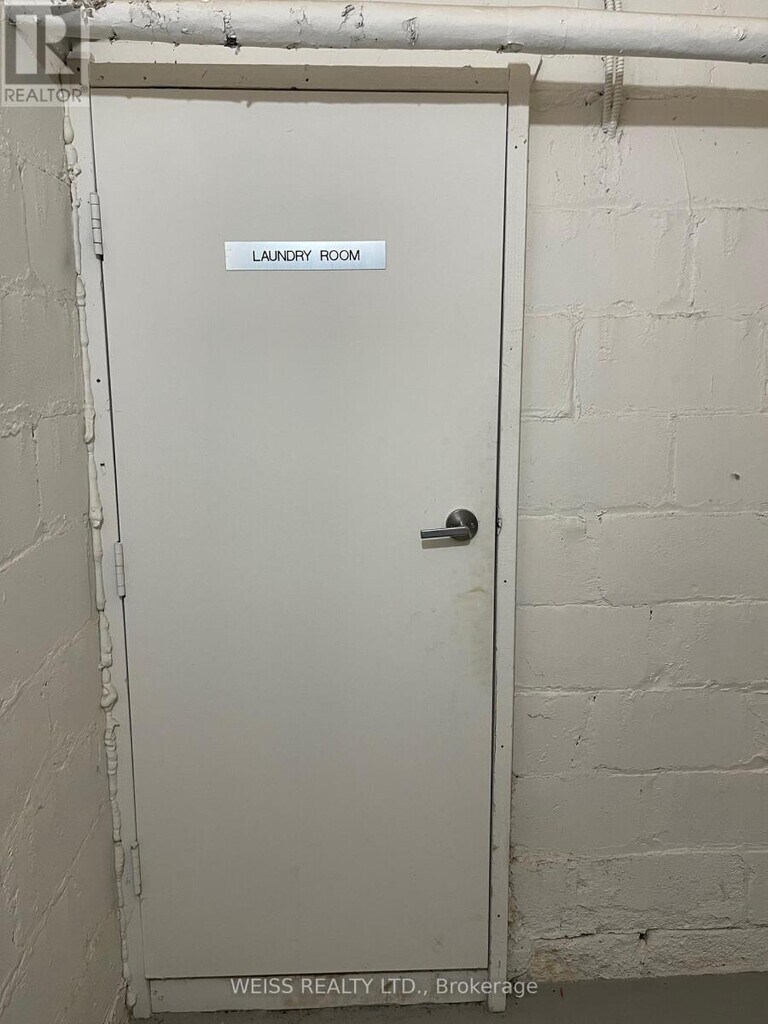 R
REALTOR
LAUNDRY ROOM
WEISS REALTY LTD., Brokerage